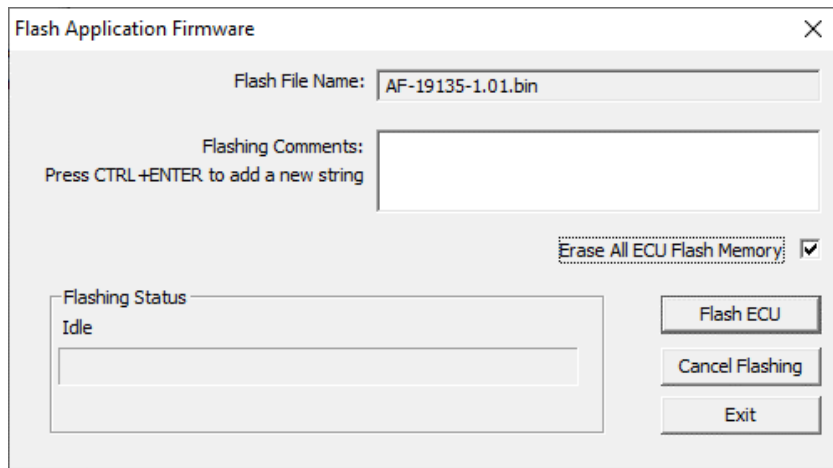 Flash Application Firmware
Flash File Name: AF-19135-1.01.bin
Flashing Comments:
Press CTRL+ENTER to add a new string
Erase All ECU Flash Memory
Flashing Status
Idle
Flash ECU
Cancel Flashing
Exit